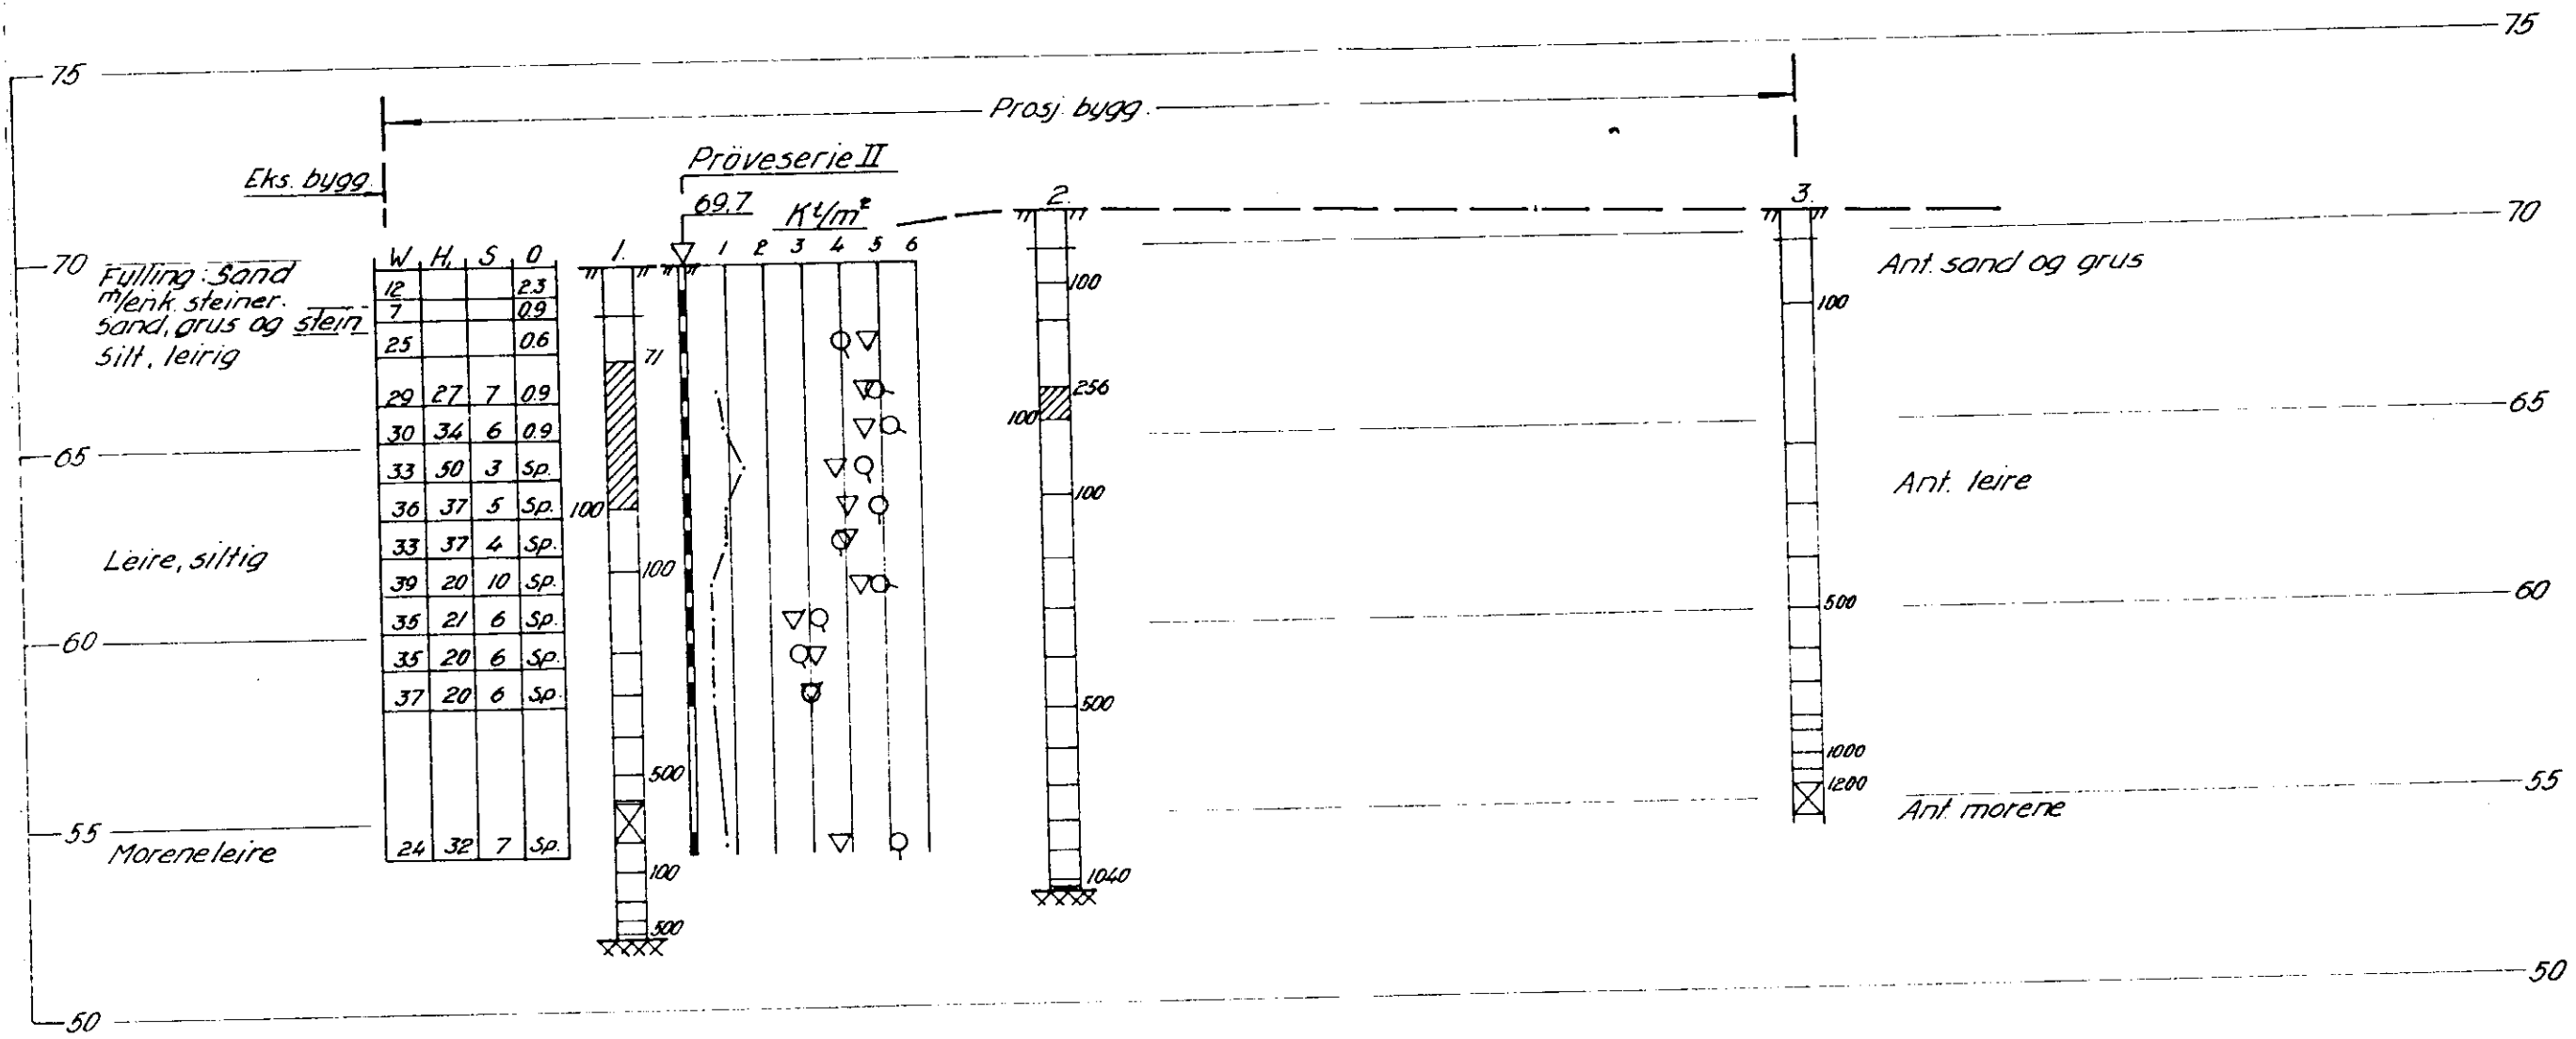 75
75
Prosj. bygg.
Eks. bygg.
Pröveserie II
69,7
K t/m²
1 2 3 4 5 6
W H, S O
1.
2.
3.
70
70
Fylling: Sand
m/enk. steiner.
Sand, grus og stein
Silt, leirig
Leire, siltig
Moreneleire
12 2.3
7 0.9
25 0.6
29 27 7 0.9
30 34 6 0.9
33 50 3 Sp.
36 37 5 Sp.
33 37 4 Sp.
39 20 10 Sp.
35 21 6 Sp.
35 20 6 Sp.
37 20 6 Sp.
24 32 7 Sp.
71
100
100
500
100
500
100
256
100
100
500
1040
100
500
1000
1200
Ant. sand og grus
Ant. leire
Ant. morene
65
65
60
60
55
55
50
50